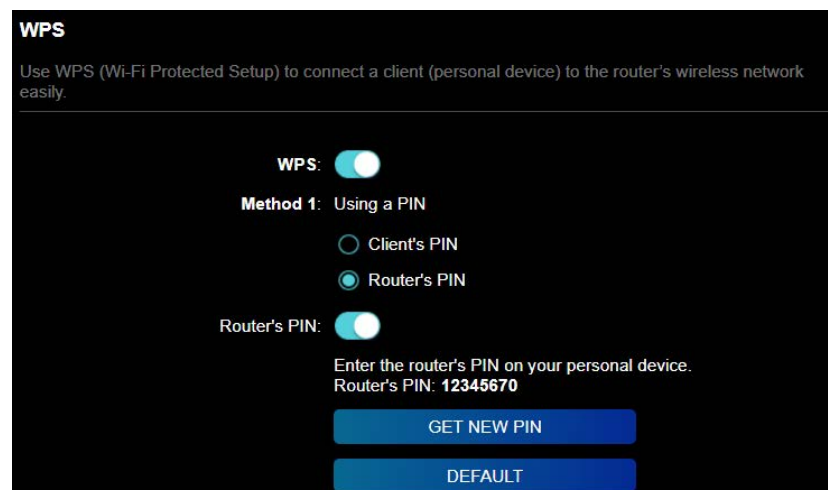 WPS
Use WPS (Wi-Fi Protected Setup) to connect a client (personal device) to the router's wireless network
easily.
WPS:
Method 1: Using a PIN
Client's PIN
Router's PIN
Router's PIN:
Enter the router's PIN on your personal device.
Router's PIN: 12345670
GET NEW PIN
DEFAULT